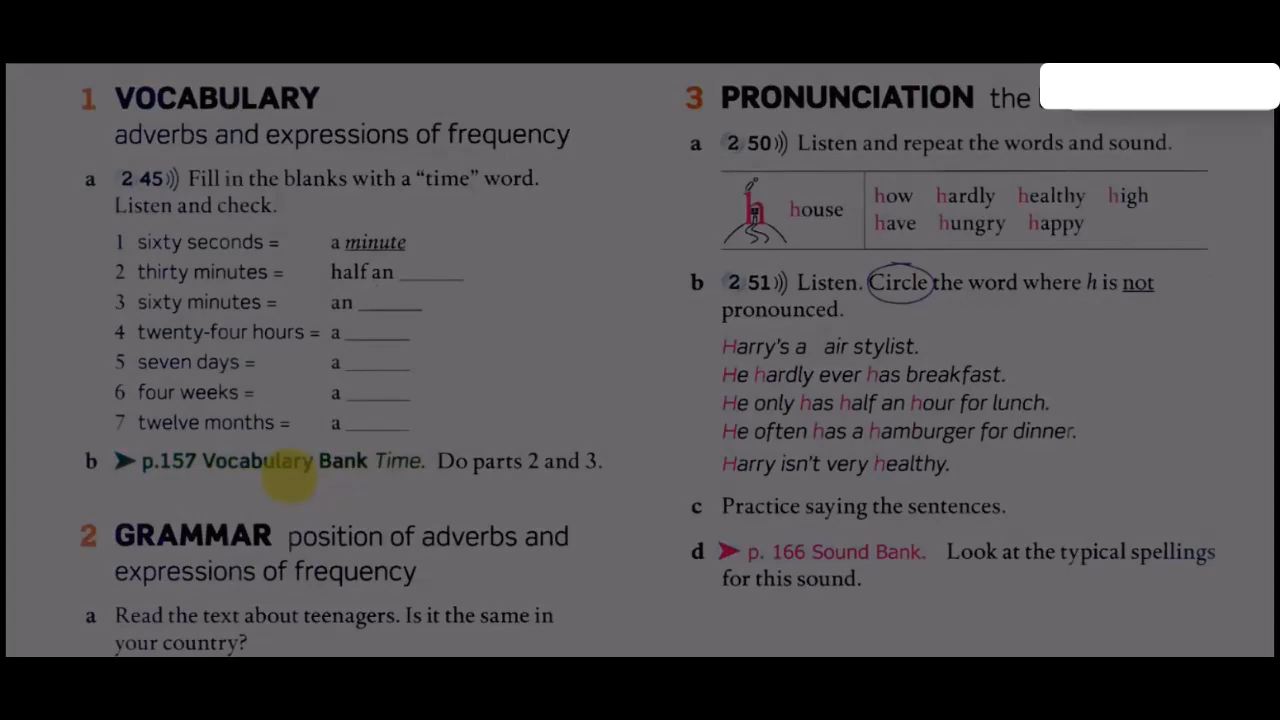 1 VOCABULARY
adverbs and expressions of frequency
a 2 45))) Fill in the blanks with a "time" word.
Listen and check.
1 sixty seconds = a minute
2 thirty minutes = half an ______
3 sixty minutes = an ______
4 twenty-four hours = a ______
5 seven days = a ______
6 four weeks = a ______
7 twelve months = a ______
b ➤ p.157 Vocabulary Bank Time. Do parts 2 and 3.
2 GRAMMAR position of adverbs and
expressions of frequency
a Read the text about teenagers. Is it the same in
your country?
3 PRONUNCIATION the
a 2 50))) Listen and repeat the words and sound.
h house
how hardly healthy high
have hungry happy
b 2 51))) Listen. Circle the word where h is not
pronounced.
Harry's a air stylist.
He hardly ever has breakfast.
He only has half an hour for lunch.
He often has a hamburger for dinner.
Harry isn't very healthy.
c Practice saying the sentences.
d ➤ p. 166 Sound Bank. Look at the typical spellings
for this sound.